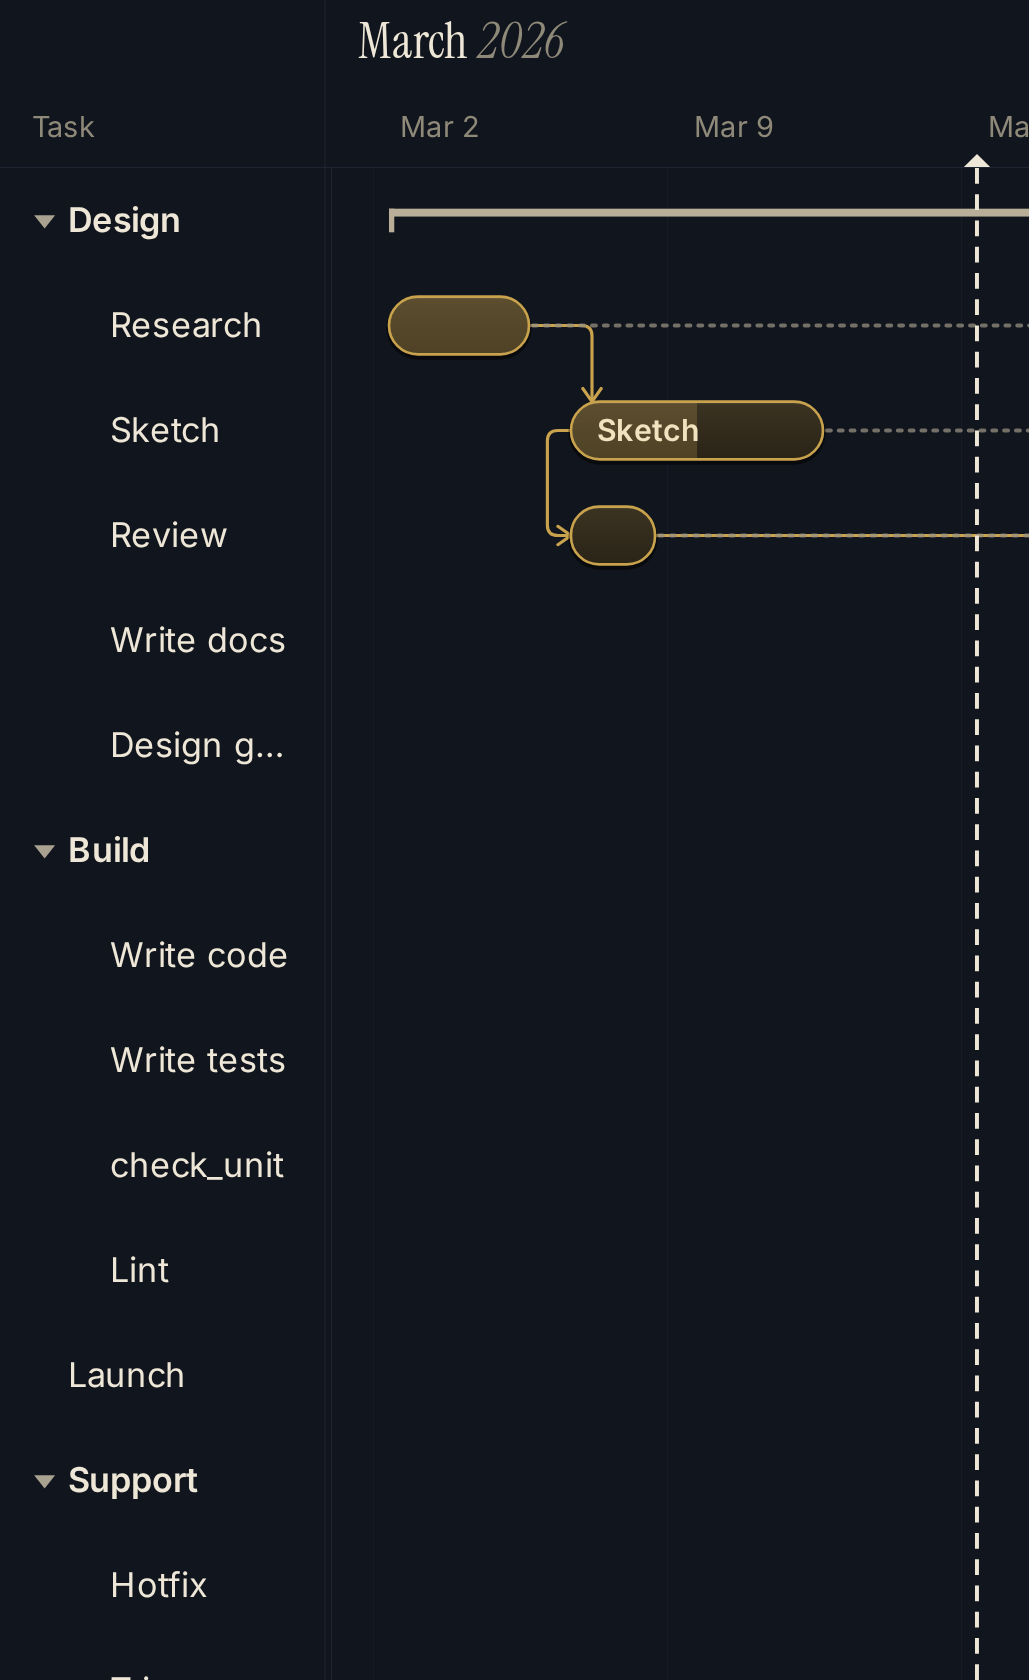 March 2026
Task
Mar 2
Mar 9
Design
Research
Sketch
Sketch
Review
Write docs
Design g...
Build
Write code
Write tests
check_unit
Lint
Launch
Support
Hotfix